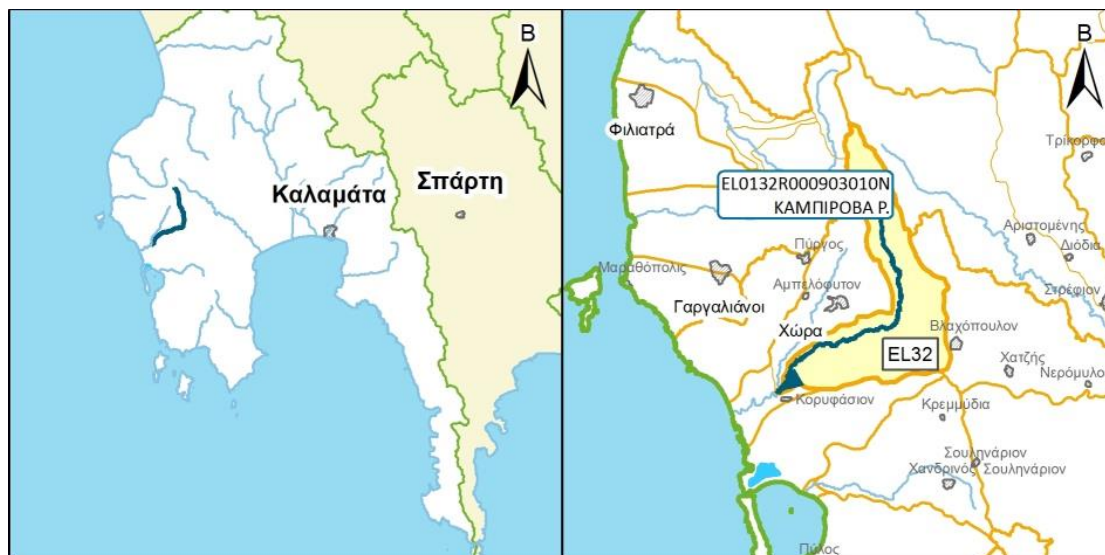 Β
Καλαμάτα
Σπάρτη
Β
Φιλιατρά
Τρίκορφο
EL0132R000903010N
ΚΑΜΠΙΡΟΒΑ Ρ.
Αριστομένης
Διόδια
Πύργος
Μαραθόπολις
Στρέφιον
Αμπελόφυτον
Γαργαλιάνοι
Χώρα
Βλαχόπουλον
EL32
Χατζής
Νερόμυλο
Κορυφάσιον
Κρεμμύδια
Σουληνάριον
Χανδρινός
Σουληνάριον
Πύλος